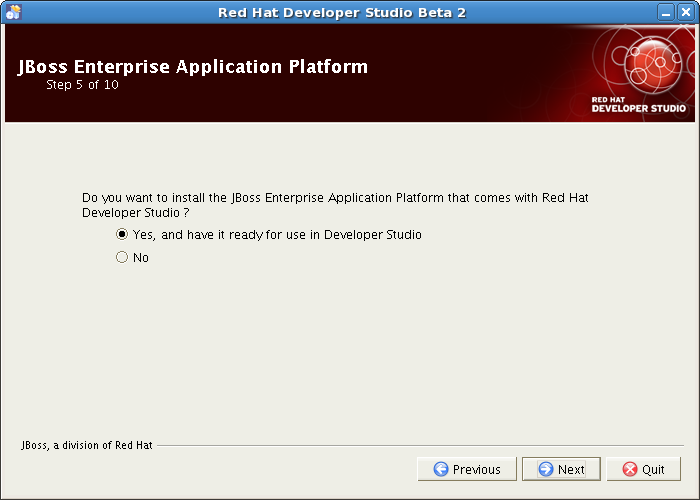 Red Hat Developer Studio Beta 2
JBoss Enterprise Application Platform
Step 5 of 10
RED HAT
DEVELOPER STUDIO
Do you want to install the JBoss Enterprise Application Platform that comes with Red Hat
Developer Studio ?
Yes, and have it ready for use in Developer Studio
No
JBoss, a division of Red Hat
Previous
Next
Quit